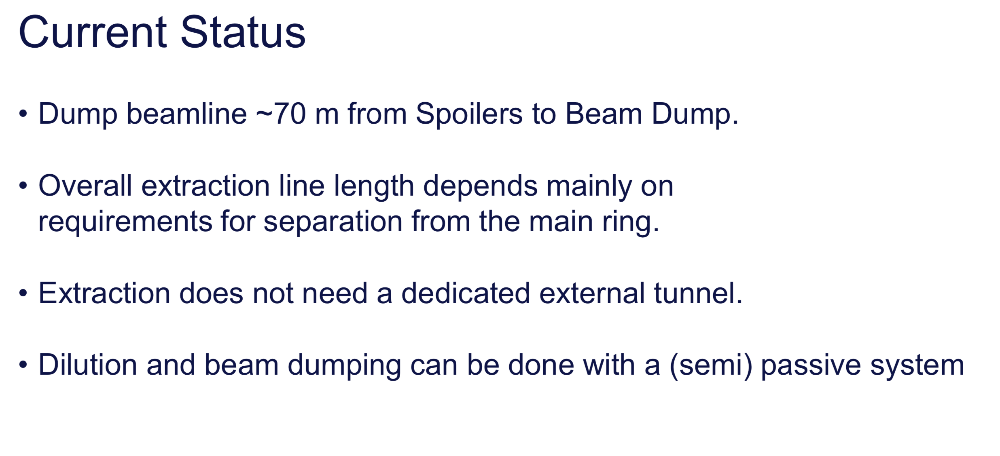 Current Status
• Dump beamline ~70 m from Spoilers to Beam Dump.
• Overall extraction line length depends mainly on
requirements for separation from the main ring.
• Extraction does not need a dedicated external tunnel.
• Dilution and beam dumping can be done with a (semi) passive system